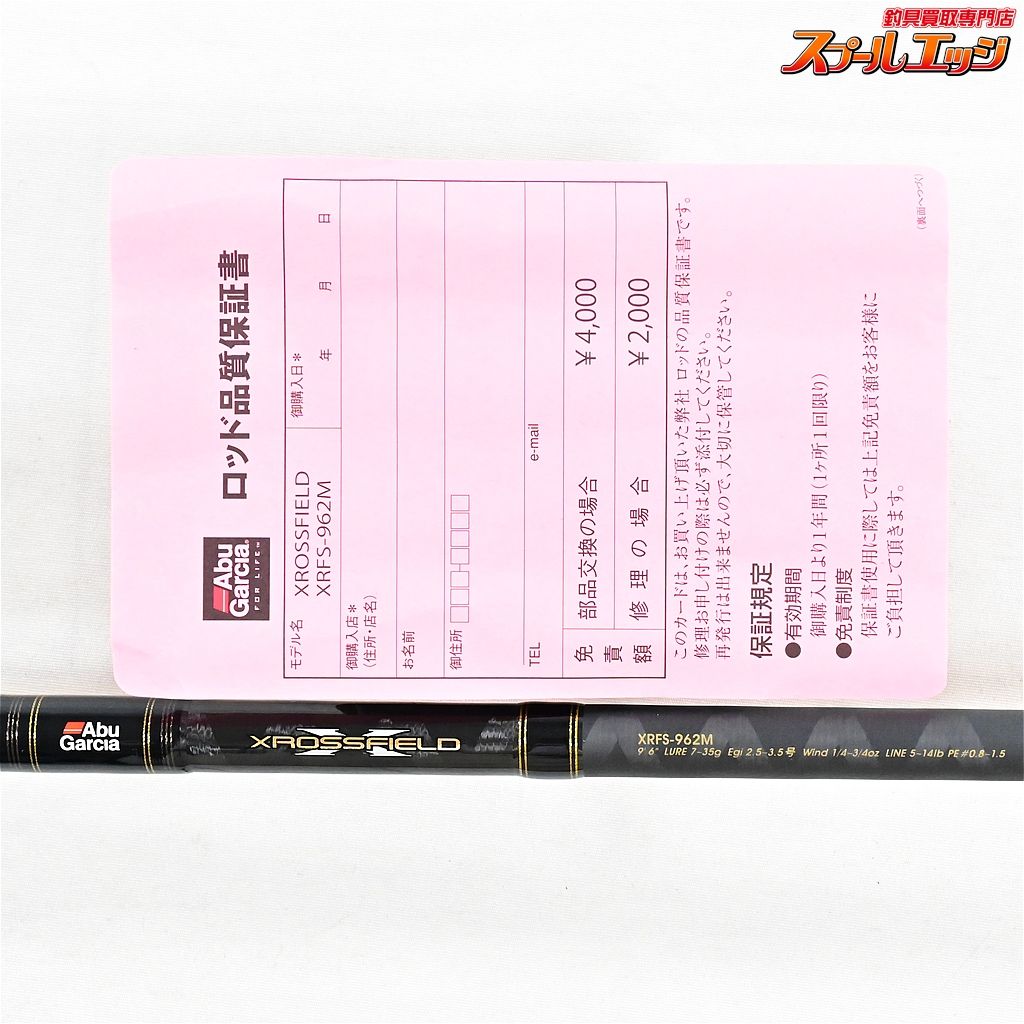 釣具買取専門店
スプールエッジ
Abu
Garcia®
FOR LIFE™
ロッド品質保証書
モデル名
XROSSFIELD
XRFS-962M
御購入日＊
年 月 日
御購入店＊
（住所・店名）
お名前
御住所 □□□-□□□□
TEL
e-mail
免責額
部品交換の場合 ￥4,000
修理の場合 ￥2,000
このカードは、お買い上げ頂いた弊社 ロッドの品質保証書です。
修理お申し付けの際は必ず添付してください。
再発行は出来ませんので、大切に保管してください。
保証規定
●有効期間
御購入日より1年間（1ヶ所1回限り）
●免責制度
保証書使用に際しては上記免責額をお客様に
ご負担して頂きます。
（裏面へつづく）
Abu
Garcia
XROSSFIELD
XRFS-962M
9'6" LURE 7-35g Egi 2.5-3.5号 Wind 1/4-3/4oz LINE 5-14lb PE#0.8-1.5